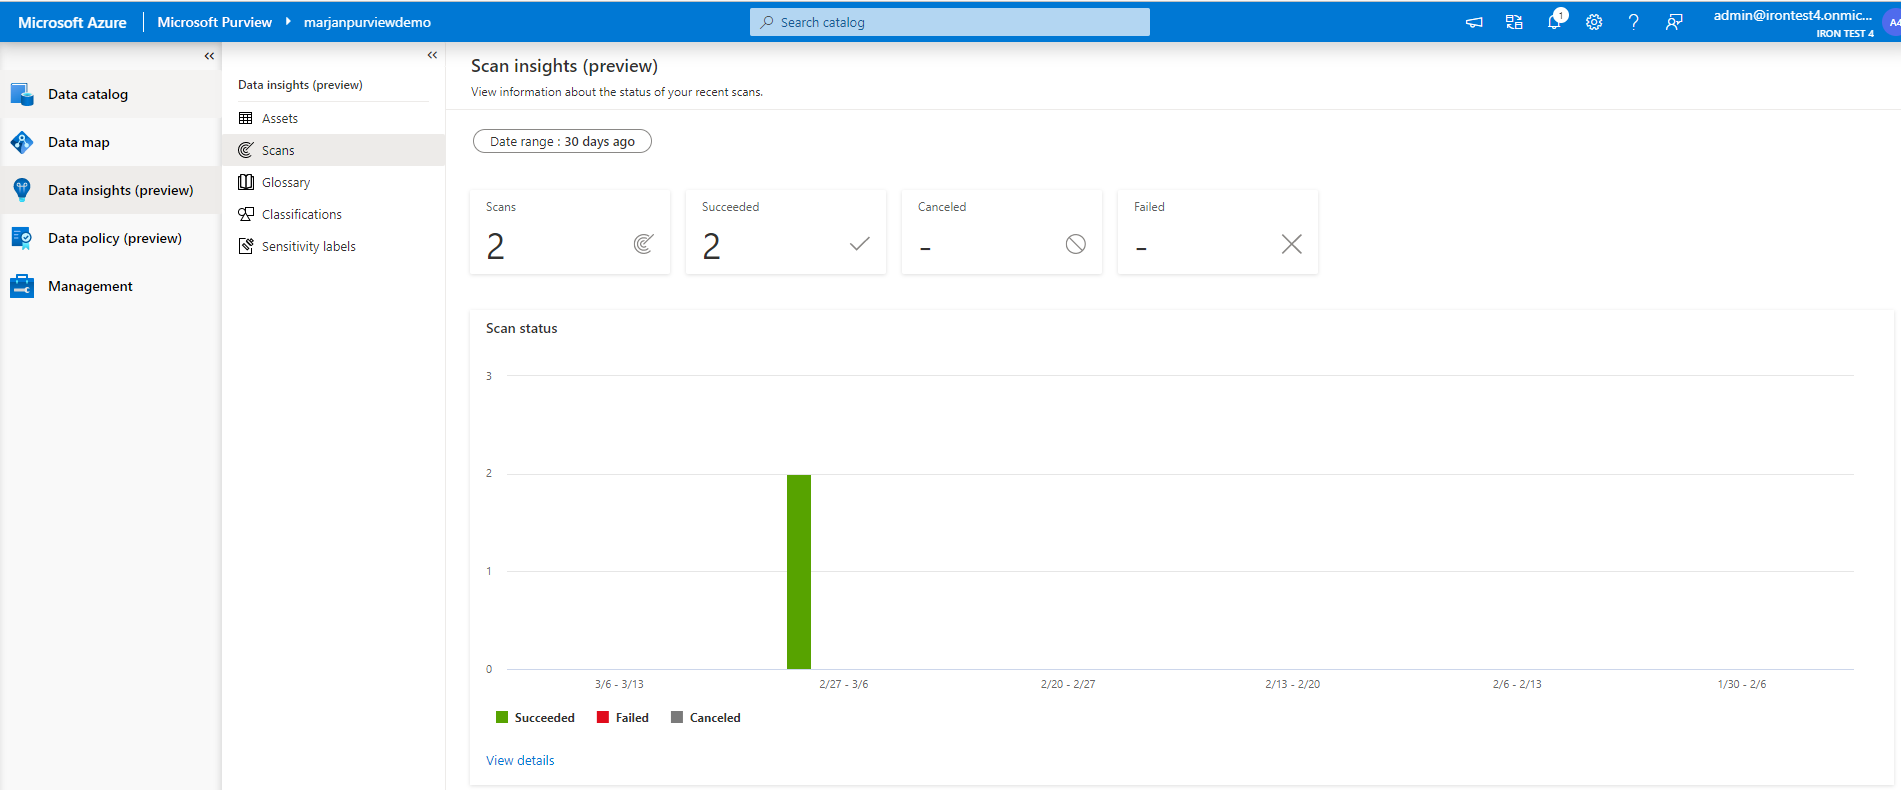 Microsoft Azure
Microsoft Purview
marjanpurviewdemo
Search catalog
1
admin@irontest4.onmic...
IRON TEST 4
A4
Data catalog
Data map
Data insights (preview)
Data policy (preview)
Management
Data insights (preview)
Assets
Scans
Glossary
Classifications
Sensitivity labels
Scan insights (preview)
View information about the status of your recent scans.
Date range : 30 days ago
Scans
2
Succeeded
2
Canceled
-
Failed
-
Scan status
3
2
1
0
3/6 - 3/13
2/27 - 3/6
2/20 - 2/27
2/13 - 2/20
2/6 - 2/13
1/30 - 2/6
Succeeded
Failed
Canceled
View details